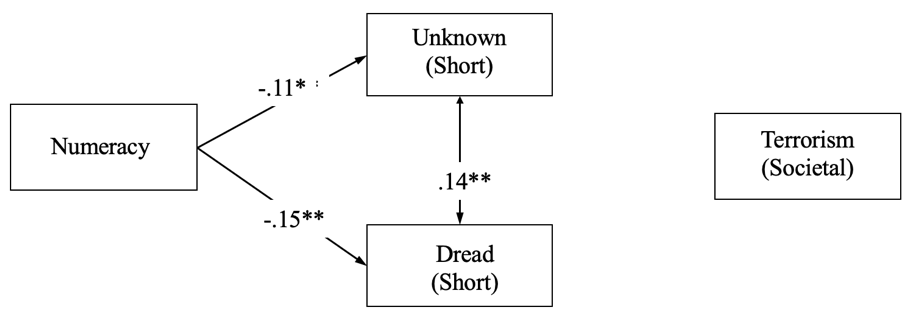 Unknown
(Short)
-.11*
Numeracy
Terrorism
(Societal)
.14**
-.15**
Dread
(Short)